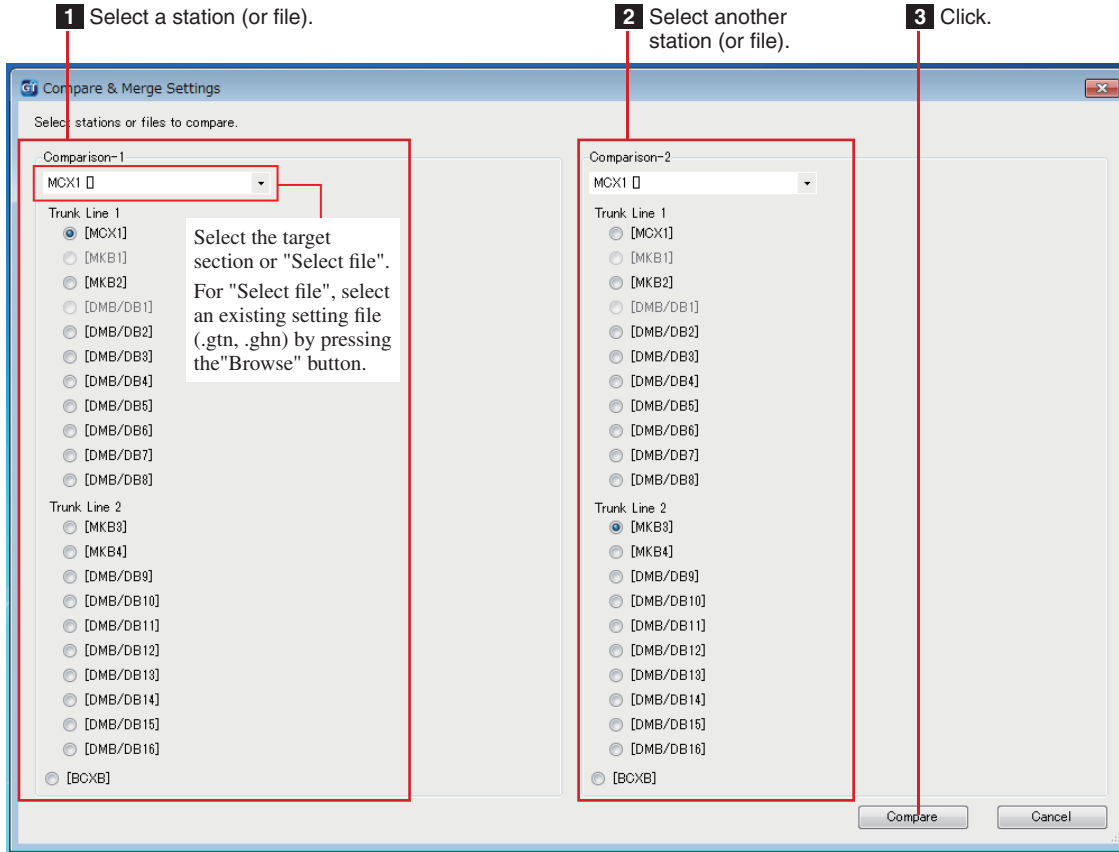 1 Select a station (or file).
2 Select another
station (or file).
3 Click.
GT Compare & Merge Settings
Select stations or files to compare.
Comparison-1
MCX1 []
Trunk Line 1
[MCX1]
[MKB1]
[MKB2]
[DMB/DB1]
[DMB/DB2]
[DMB/DB3]
[DMB/DB4]
[DMB/DB5]
[DMB/DB6]
[DMB/DB7]
[DMB/DB8]
Trunk Line 2
[MKB3]
[MKB4]
[DMB/DB9]
[DMB/DB10]
[DMB/DB11]
[DMB/DB12]
[DMB/DB13]
[DMB/DB14]
[DMB/DB15]
[DMB/DB16]
[BCXB]
Select the target
section or "Select file".
For "Select file", select
an existing setting file
(.gtn, .ghn) by pressing
the"Browse" button.
Comparison-2
MCX1 []
Trunk Line 1
[MCX1]
[MKB1]
[MKB2]
[DMB/DB1]
[DMB/DB2]
[DMB/DB3]
[DMB/DB4]
[DMB/DB5]
[DMB/DB6]
[DMB/DB7]
[DMB/DB8]
Trunk Line 2
[MKB3]
[MKB4]
[DMB/DB9]
[DMB/DB10]
[DMB/DB11]
[DMB/DB12]
[DMB/DB13]
[DMB/DB14]
[DMB/DB15]
[DMB/DB16]
[BCXB]
Compare
Cancel